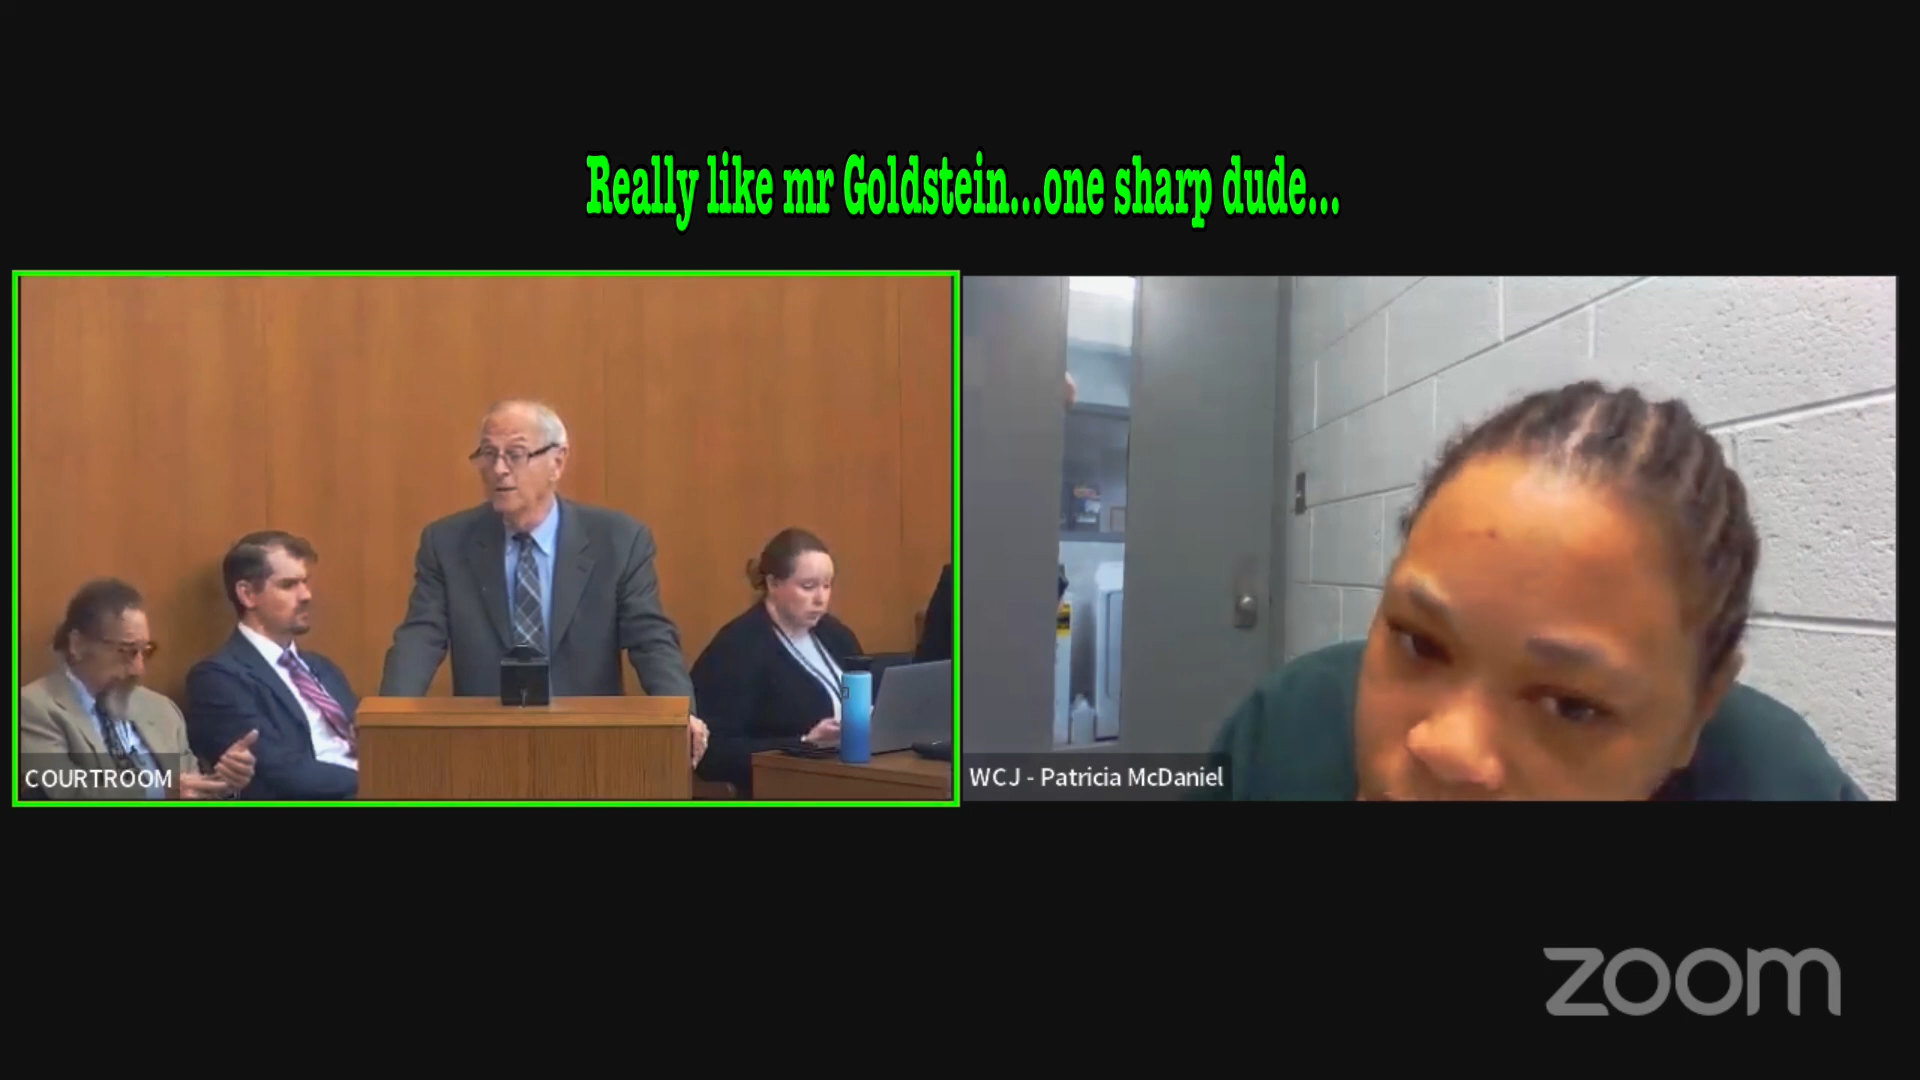 Really like mr Goldstein...one sharp dude...
COURTROOM
WCJ - Patricia McDaniel
zoom